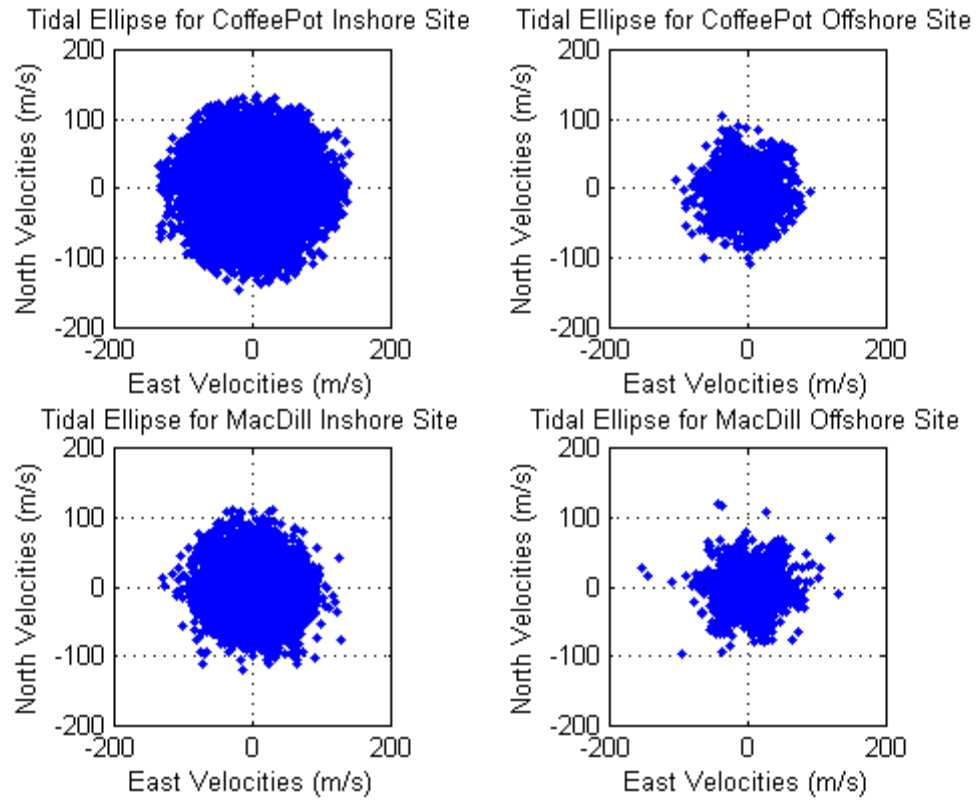 Tidal Ellipse for CoffeePot Inshore Site
200
100
0
-100
-200
-200
0
200
North Velocities (m/s)
East Velocities (m/s)
Tidal Ellipse for CoffeePot Offshore Site
200
100
0
-100
-200
-200
0
200
North Velocities (m/s)
East Velocities (m/s)
Tidal Ellipse for MacDill Inshore Site
200
100
0
-100
-200
-200
0
200
North Velocities (m/s)
East Velocities (m/s)
Tidal Ellipse for MacDill Offshore Site
200
100
0
-100
-200
-200
0
200
North Velocities (m/s)
East Velocities (m/s)